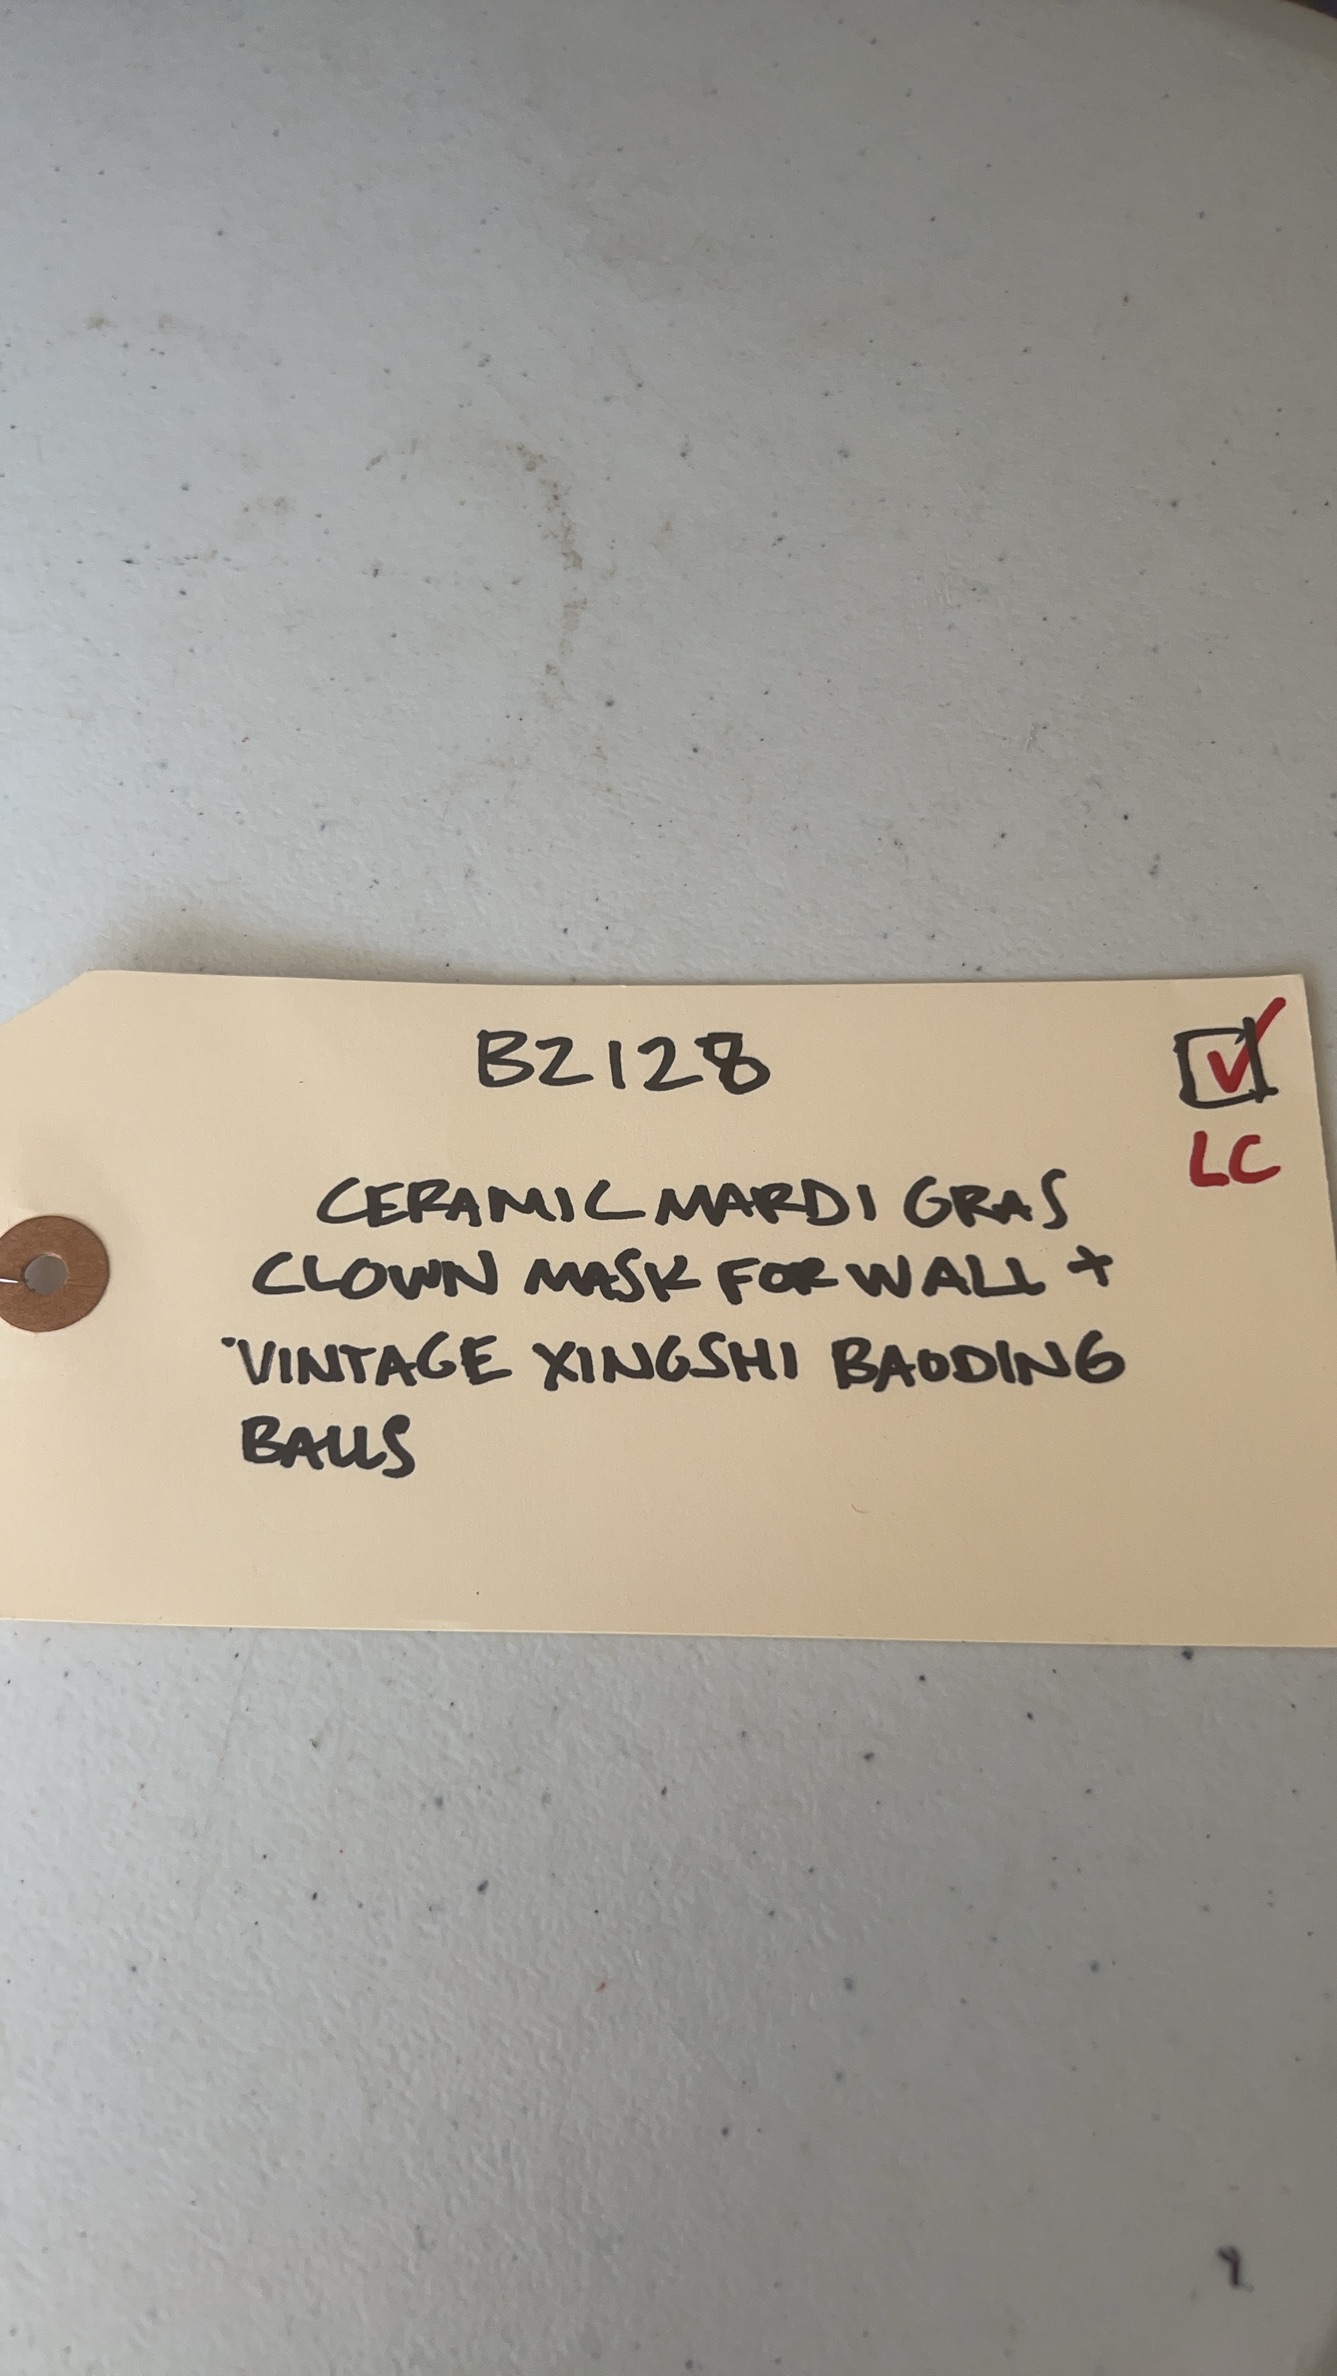 B2128
LC
CERAMIC MARDI GRAS
CLOWN MASK FOR WALL +
VINTAGE XINGSHI BAODING
BALLS